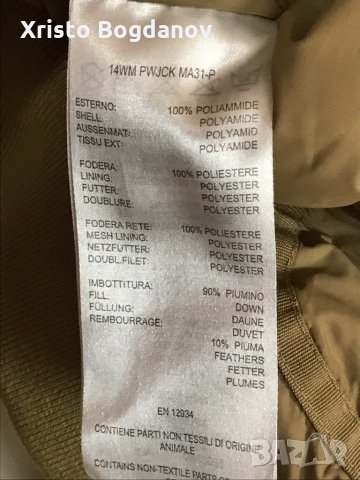 Xristo Bogdanov
14WM PWJCK MA31-P
ESTERNO: 100% POLIAMMIDE
SHELL: POLYAMIDE
AUSSENMAT: POLYAMID
TISSU EXT: POLYAMIDE
FODERA: 100% POLIESTERE
LINING: POLYESTER
FUTTER: POLYESTER
DOUBLURE: POLYESTER
FODERA RETE: 100% POLIESTERE
MESH LINING: POLYESTER
NETZFUTTER: POLYESTER
DOUBL.FILET: POLYESTER
IMBOTTITURA: 90% PIUMINO
FILL: DOWN
FÜLLUNG: DAUNE
REMBOURRAGE: DUVET
10% PIUMA
FEATHERS
FETTER
PLUMES
EN 12934
CONTIENE PARTI NON TESSILI DI ORIGINE
ANIMALE
CONTAINS NON-TEXTILE PARTS OF
BAZAR